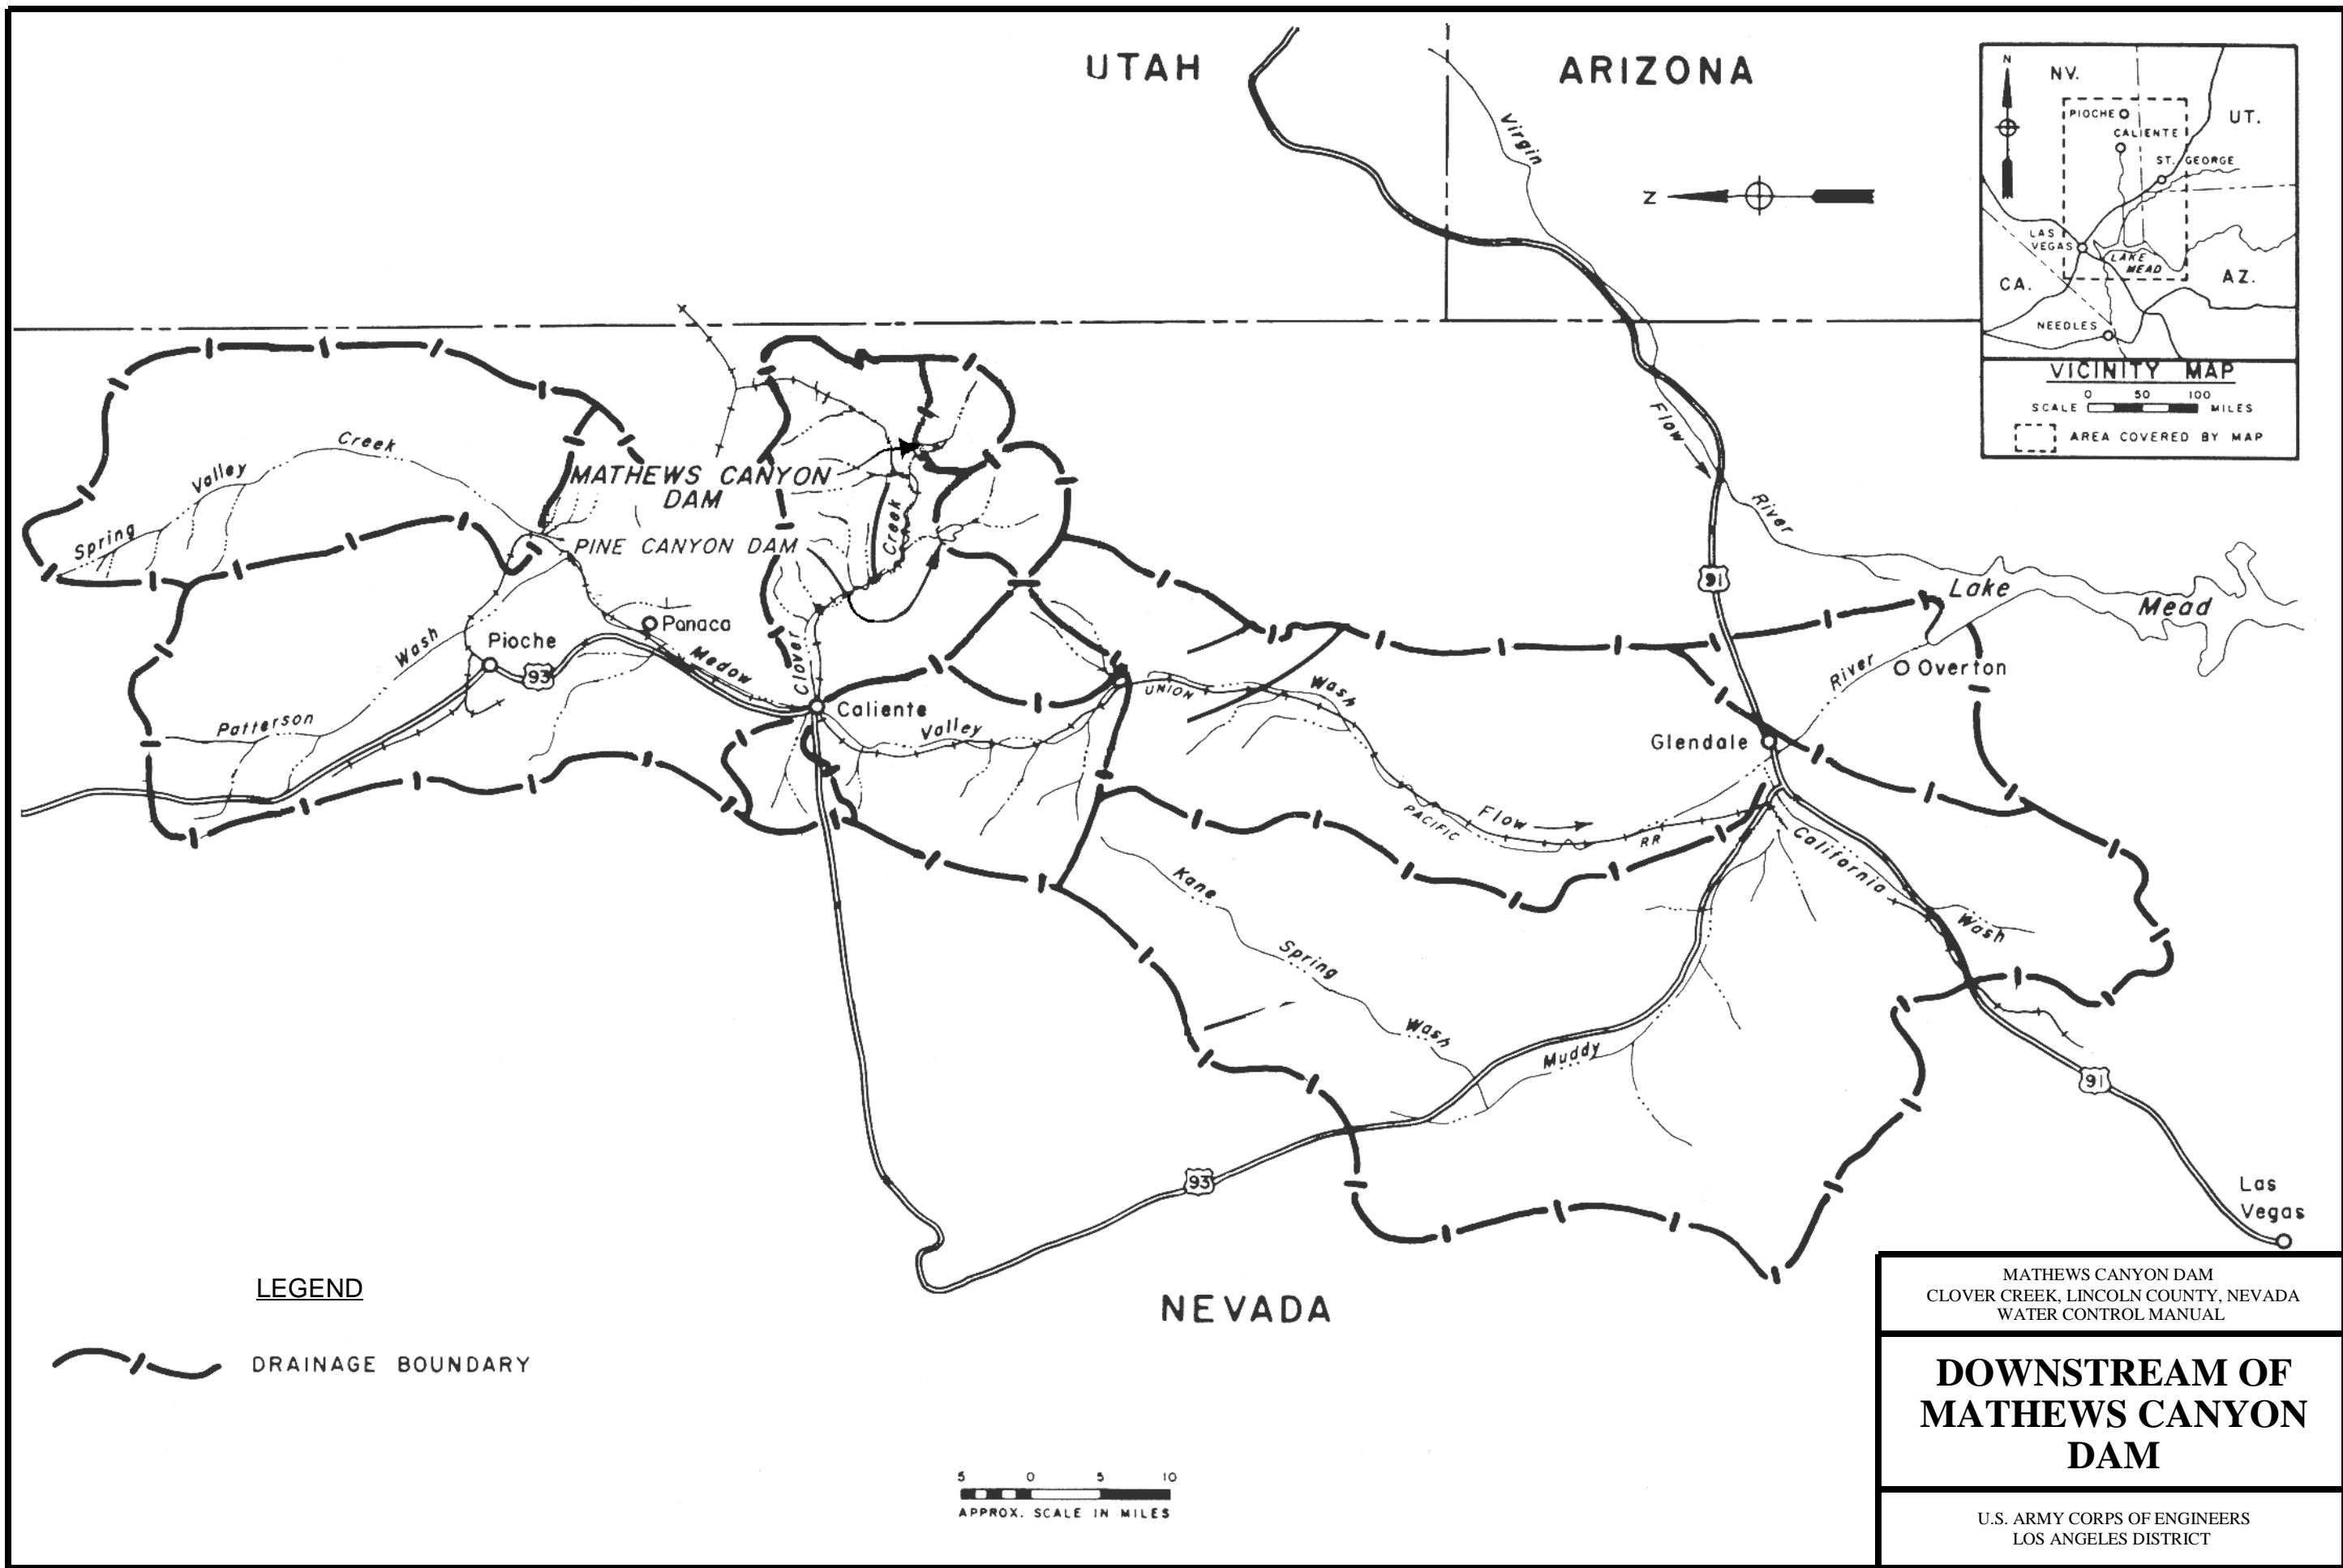 UTAH
ARIZONA
Virgin
N
N
NV.
PIOCHE
UT.
CALIENTE
ST. GEORGE
LAS
VEGAS
LAKE
MEAD
CA.
AZ.
NEEDLES
VICINITY MAP
0 50 100
SCALE MILES
AREA COVERED BY MAP
Spring Valley Creek
MATHEWS CANYON
DAM
PINE CANYON DAM
Creek
Clover
Flow
River
91
Lake Mead
Panaca
Pioche
93
Wash
Patterson
Medow
Caliente
Valley
UNION
Wash
River
Overton
Glendale
PACIFIC
Flow
RR
California
Wash
Kane
Spring
Wash
Muddy
93
91
Las
Vegas
NEVADA
LEGEND
DRAINAGE BOUNDARY
5 0 5 10
APPROX. SCALE IN MILES
MATHEWS CANYON DAM
CLOVER CREEK, LINCOLN COUNTY, NEVADA
WATER CONTROL MANUAL
DOWNSTREAM OF
MATHEWS CANYON
DAM
U.S. ARMY CORPS OF ENGINEERS
LOS ANGELES DISTRICT